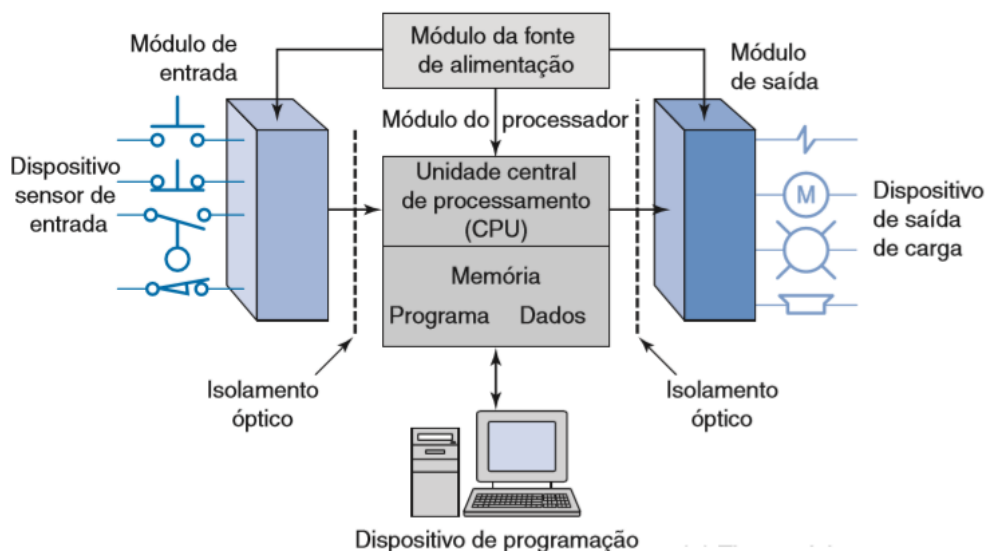 Módulo de
entrada
Módulo da fonte
de alimentação
Módulo
de saída
Módulo do processador
Dispositivo
sensor de
entrada
Unidade central
de processamento
(CPU)
Memória
Programa Dados
M
Dispositivo
de saída
de carga
Isolamento
óptico
Isolamento
óptico
Dispositivo de programação